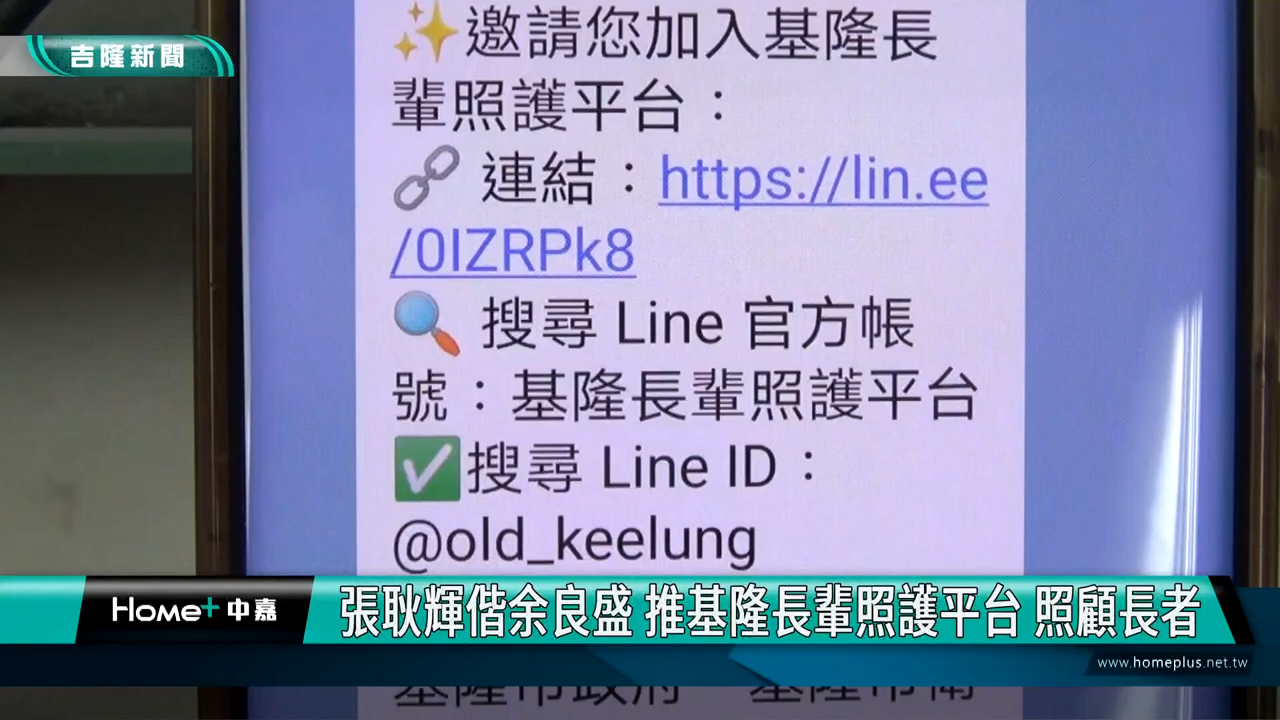 吉隆新聞
✨邀請您加入基隆長
輩照護平台：
🔗 連結：https://lin.ee
/0IZRPk8
🔍 搜尋 Line 官方帳
號：基隆長輩照護平台
✅搜尋 Line ID：
@old_keelung
Home+ 中嘉
張耿輝偕余良盛 推基隆長輩照護平台 照顧長者
www.homeplus.net.tw